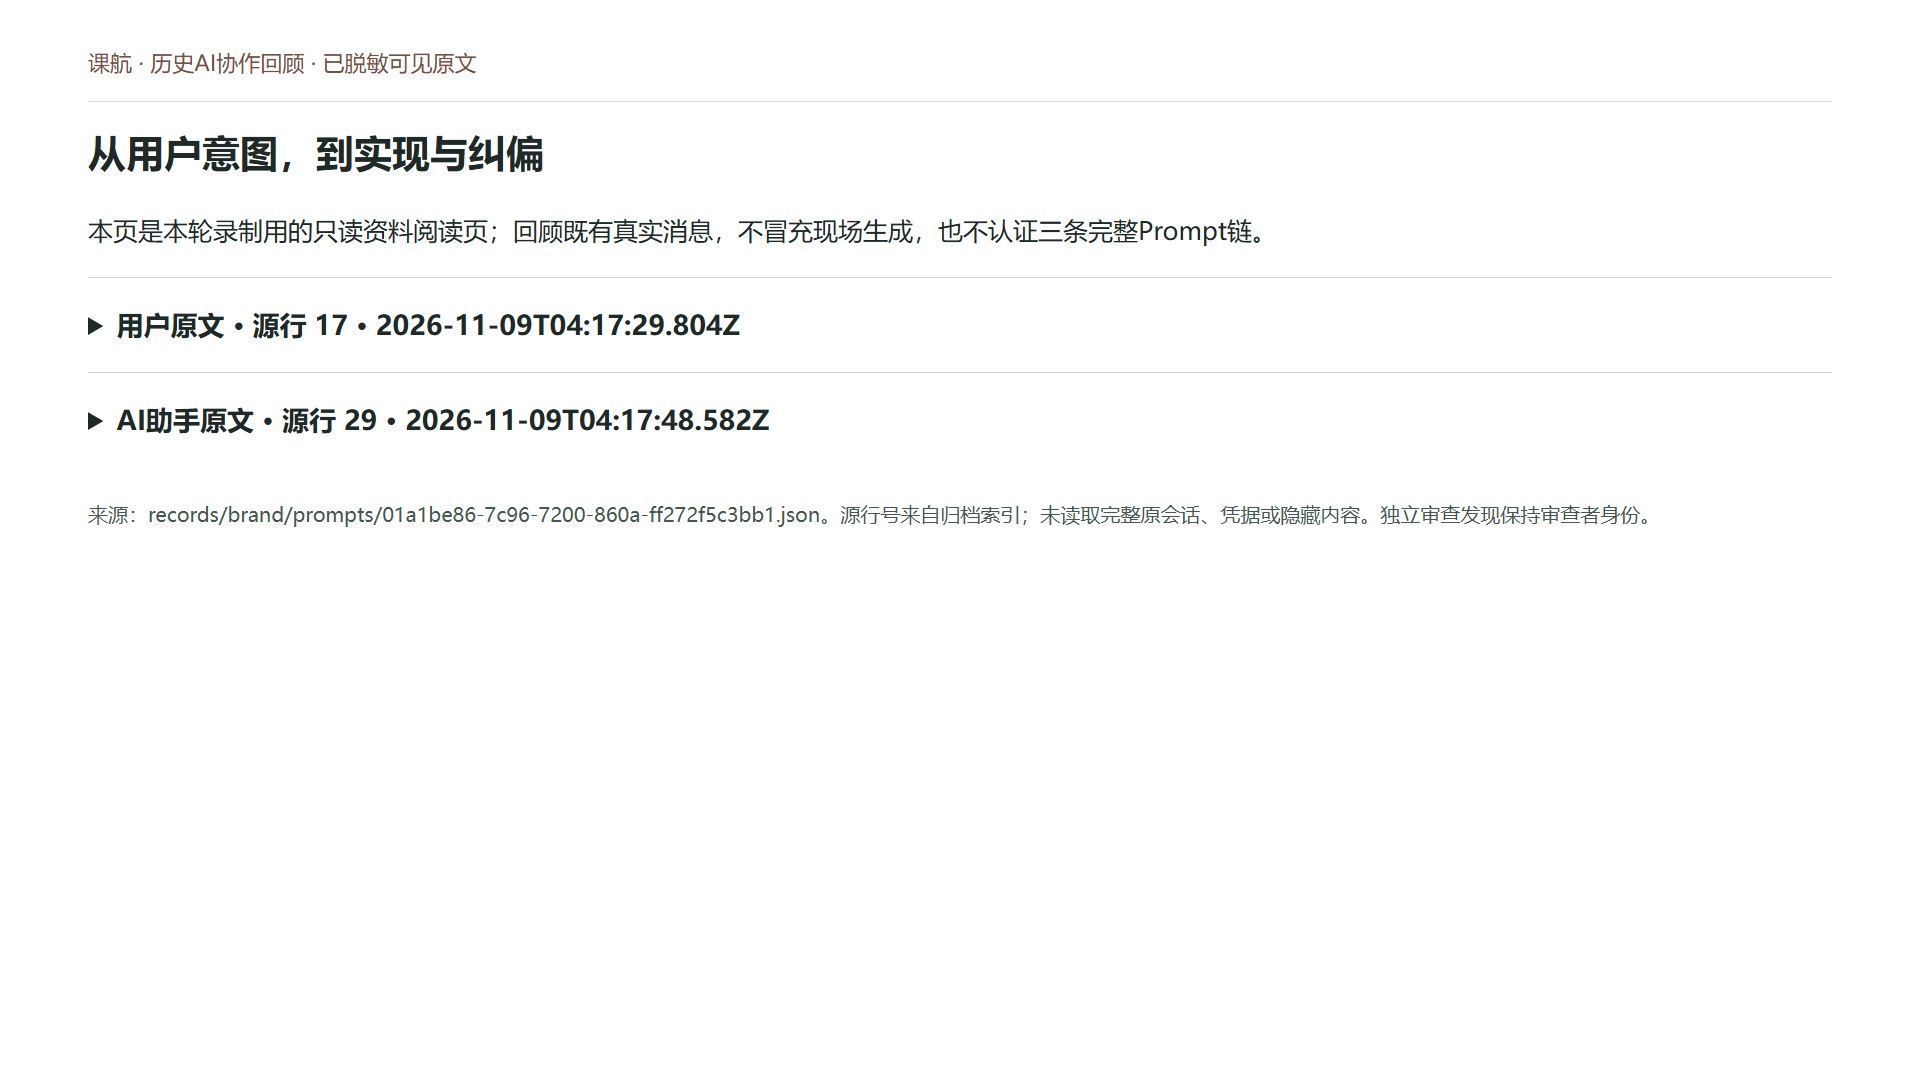 课航 · 历史AI协作回顾 · 已脱敏可见原文
从用户意图，到实现与纠偏
本页是本轮录制用的只读资料阅读页；回顾既有真实消息，不冒充现场生成，也不认证三条完整Prompt链。
▶ 用户原文 • 源行 17 • 2026-11-09T04:17:29.804Z
▶ AI助手原文 • 源行 29 • 2026-11-09T04:17:48.582Z
来源：records/brand/prompts/01a1be86-7c96-7200-860a-ff272f5c3bb1.json。源行号来自归档索引；未读取完整原会话、凭据或隐藏内容。独立审查发现保持审查者身份。